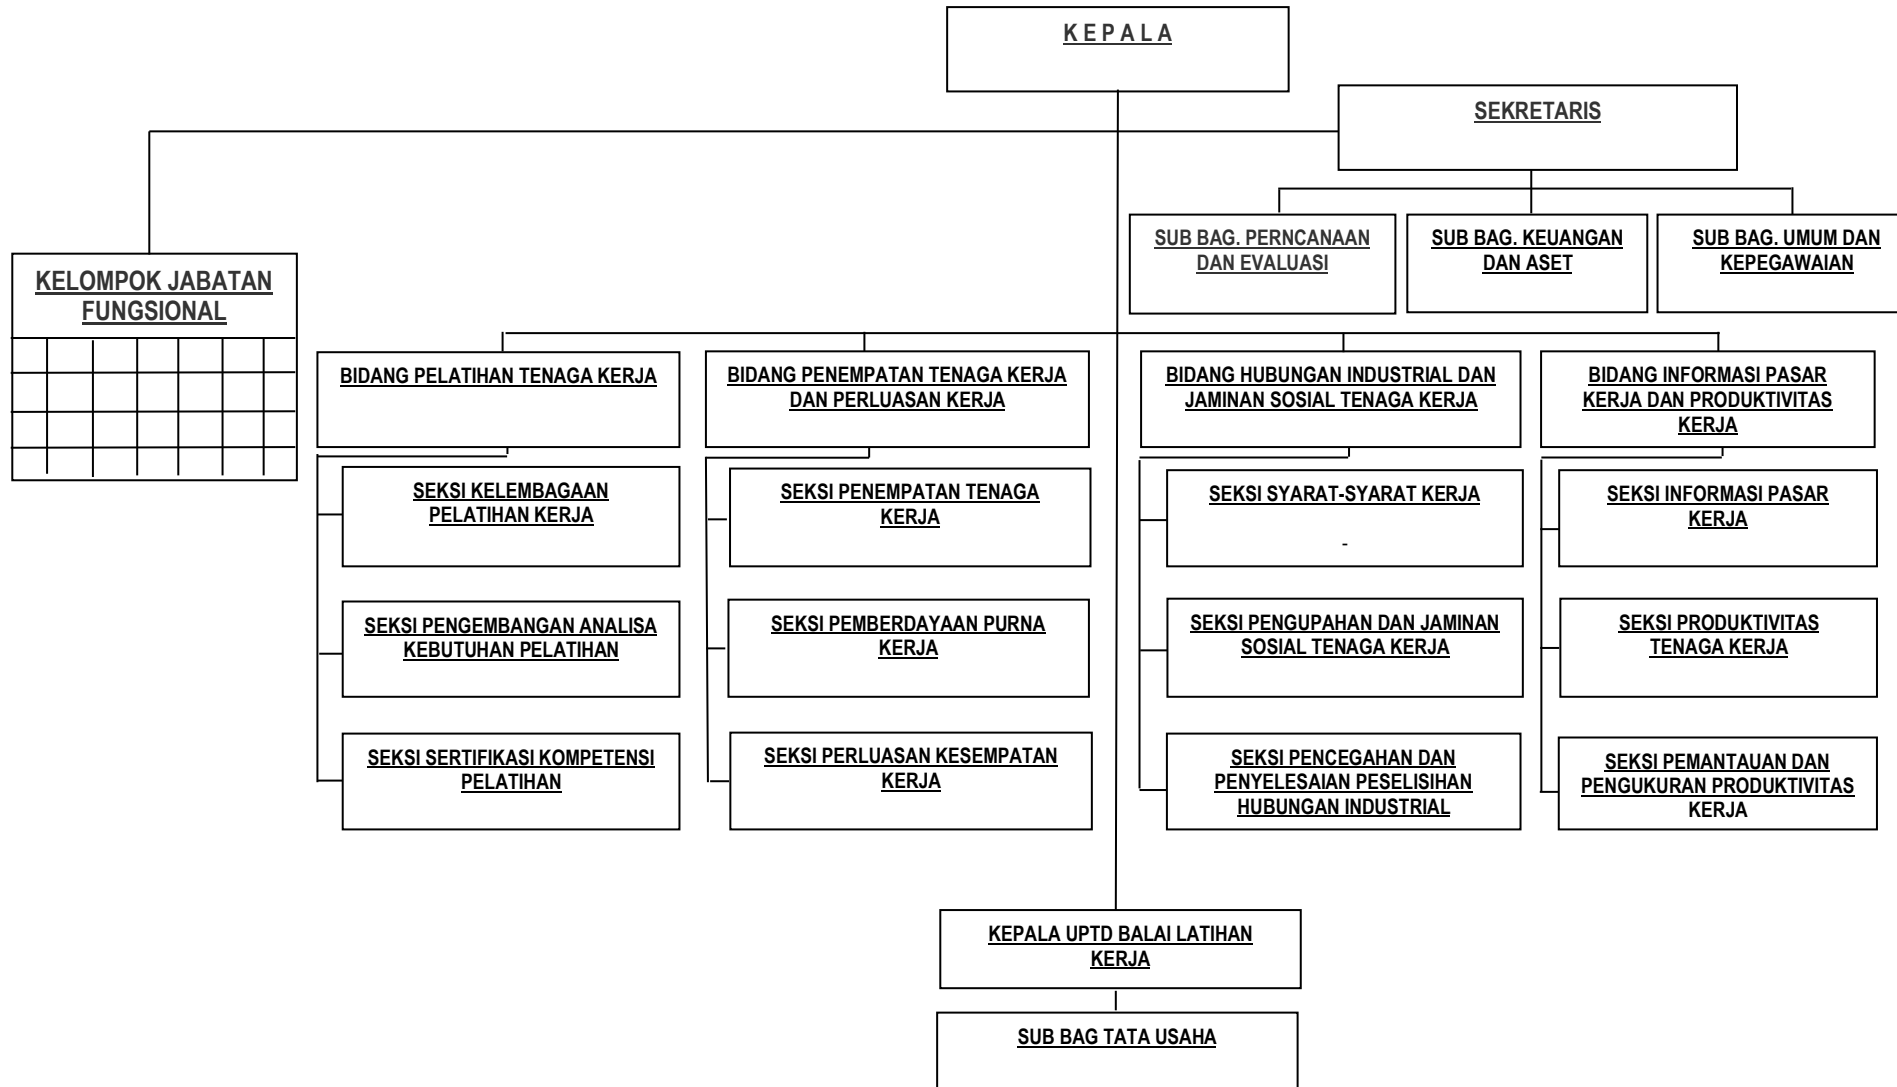 K E P A L A
SEKRETARIS
SUB BAG. PERNCANAAN
DAN EVALUASI
SUB BAG. KEUANGAN
DAN ASET
SUB BAG. UMUM DAN
KEPEGAWAIAN
KELOMPOK JABATAN
FUNGSIONAL
BIDANG PELATIHAN TENAGA KERJA
BIDANG PENEMPATAN TENAGA KERJA
DAN PERLUASAN KERJA
BIDANG HUBUNGAN INDUSTRIAL DAN
JAMINAN SOSIAL TENAGA KERJA
BIDANG INFORMASI PASAR
KERJA DAN PRODUKTIVITAS
KERJA
SEKSI KELEMBAGAAN
PELATIHAN KERJA
SEKSI PENEMPATAN TENAGA
KERJA
SEKSI SYARAT-SYARAT KERJA
-
SEKSI INFORMASI PASAR
KERJA
SEKSI PENGEMBANGAN ANALISA
KEBUTUHAN PELATIHAN
SEKSI PEMBERDAYAAN PURNA
KERJA
SEKSI PENGUPAHAN DAN JAMINAN
SOSIAL TENAGA KERJA
SEKSI PRODUKTIVITAS
TENAGA KERJA
SEKSI SERTIFIKASI KOMPETENSI
PELATIHAN
SEKSI PERLUASAN KESEMPATAN
KERJA
SEKSI PENCEGAHAN DAN
PENYELESAIAN PESELISIHAN
HUBUNGAN INDUSTRIAL
SEKSI PEMANTAUAN DAN
PENGUKURAN PRODUKTIVITAS
KERJA
KEPALA UPTD BALAI LATIHAN
KERJA
SUB BAG TATA USAHA